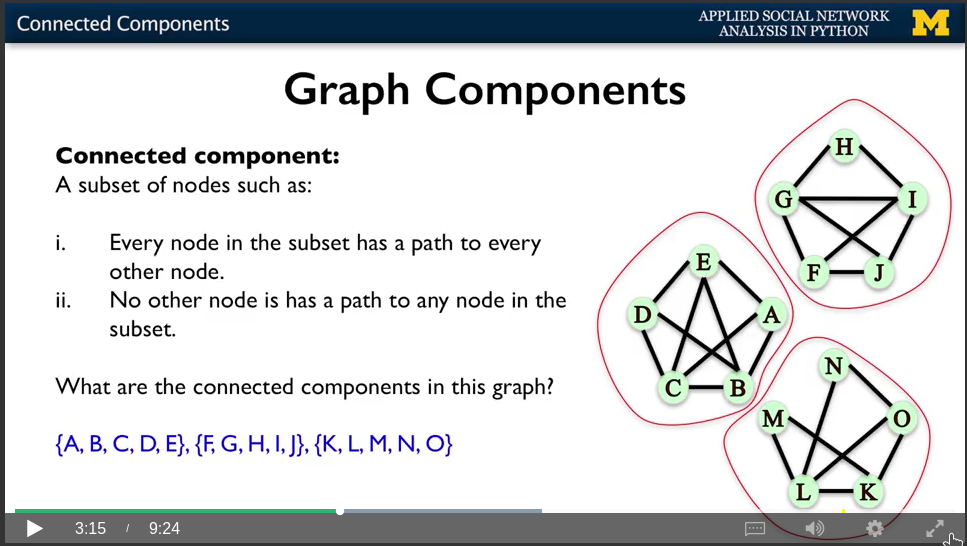 Connected Components
APPLIED SOCIAL NETWORK
ANALYSIS IN PYTHON
M
Graph Components
Connected component:
A subset of nodes such as:
i. Every node in the subset has a path to every
other node.
ii. No other node is has a path to any node in the
subset.
What are the connected components in this graph?
{A, B, C, D, E}, {F, G, H, I, J}, {K, L, M, N, O}
H
G I
F J
E
D A
C B
N
M O
L K
3:15 / 9:24